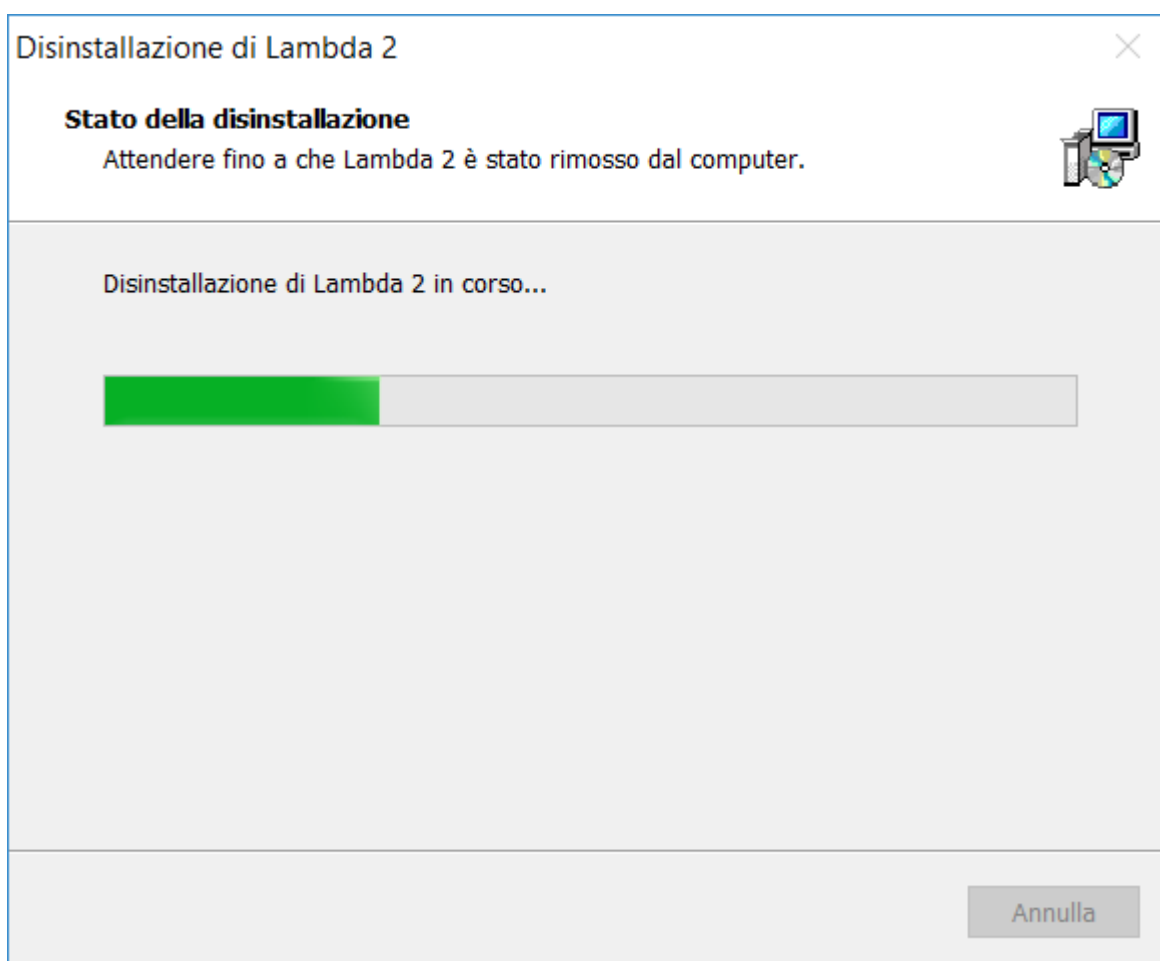 Disinstallazione di Lambda 2
Stato della disinstallazione
Attendere fino a che Lambda 2 è stato rimosso dal computer.
Disinstallazione di Lambda 2 in corso...
Annulla